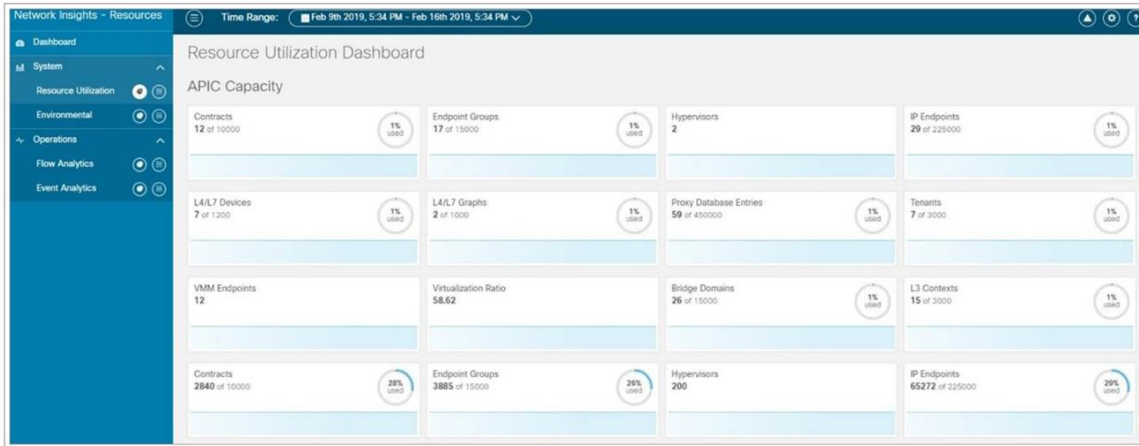 Network Insights - Resources
Time Range: Feb 9th 2019, 5:34 PM - Feb 16th 2019, 5:34 PM
Dashboard
System
Resource Utilization
Environmental
Operations
Flow Analytics
Event Analytics
Resource Utilization Dashboard
APIC Capacity
Contracts
12 of 10000
1% used
Endpoint Groups
17 of 15000
1% used
Hypervisors
2
IP Endpoints
29 of 225000
1% used
L4/L7 Devices
7 of 1200
1% used
L4/L7 Graphs
2 of 1000
1% used
Proxy Database Entries
59 of 450000
1% used
Tenants
7 of 3000
1% used
VMM Endpoints
12
Virtualization Ratio
58.62
Bridge Domains
26 of 15000
1% used
L3 Contexts
15 of 3000
1% used
Contracts
2840 of 10000
28% used
Endpoint Groups
3885 of 15000
26% used
Hypervisors
200
IP Endpoints
65272 of 225000
29% used